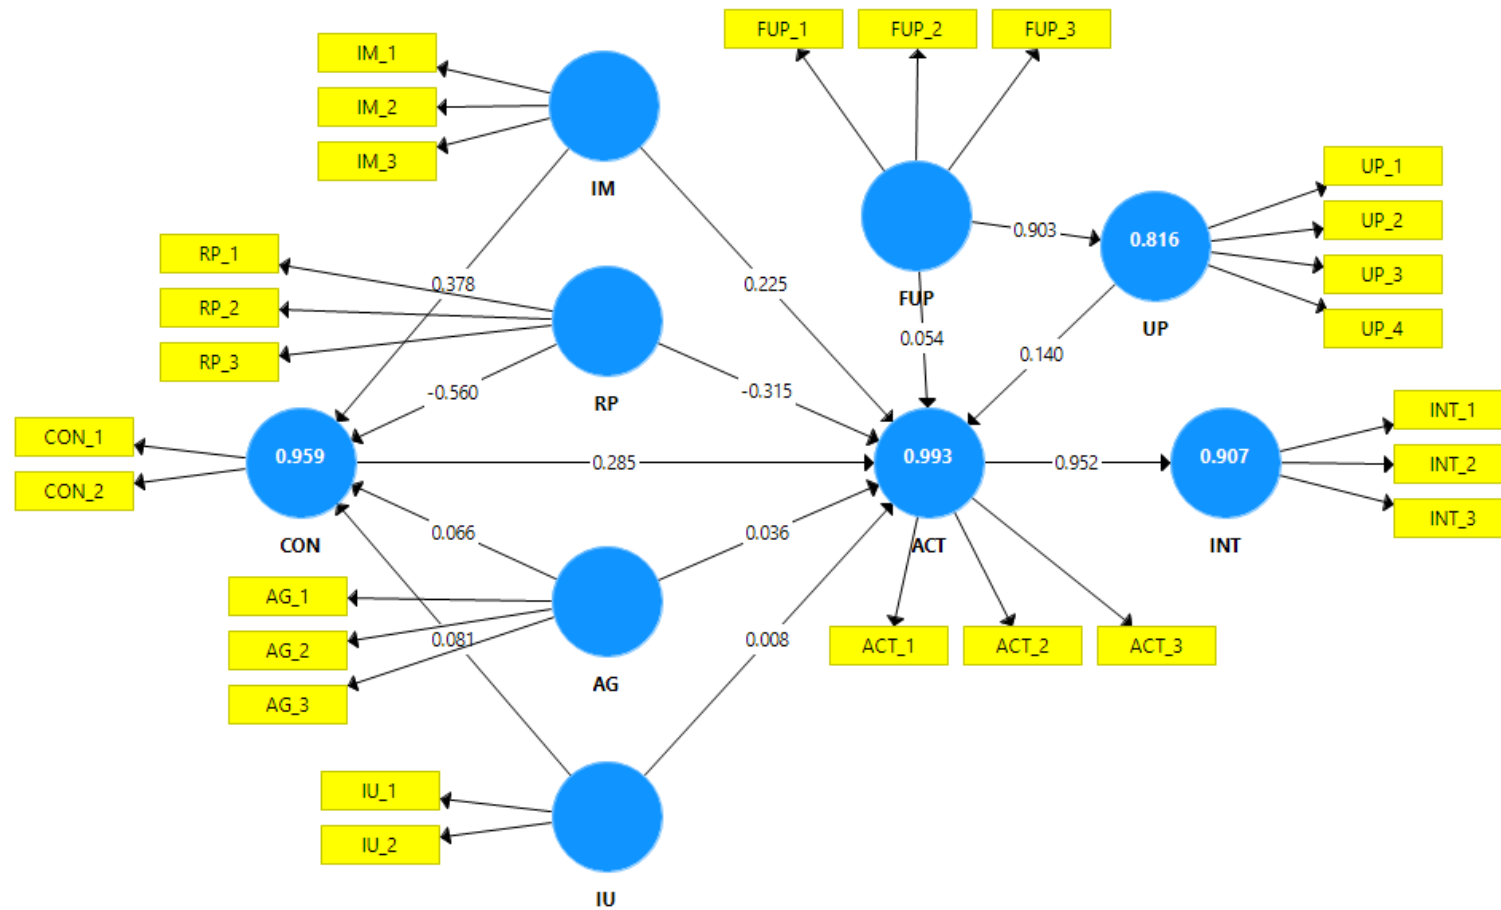 FUP_1
FUP_2
FUP_3
IM_1
IM_2
IM_3
IM
UP_1
UP_2
UP_3
UP_4
0.903
0.816
RP_1
RP_2
RP_3
0.378
0.225
FUP
UP
0.054
0.140
-0.560
-0.315
RP
CON_1
CON_2
0.959
0.285
0.993
0.952
0.907
INT_1
INT_2
INT_3
CON
0.066
0.036
ACT
INT
AG_1
AG_2
AG_3
0.081
0.008
ACT_1
ACT_2
ACT_3
AG
IU_1
IU_2
IU